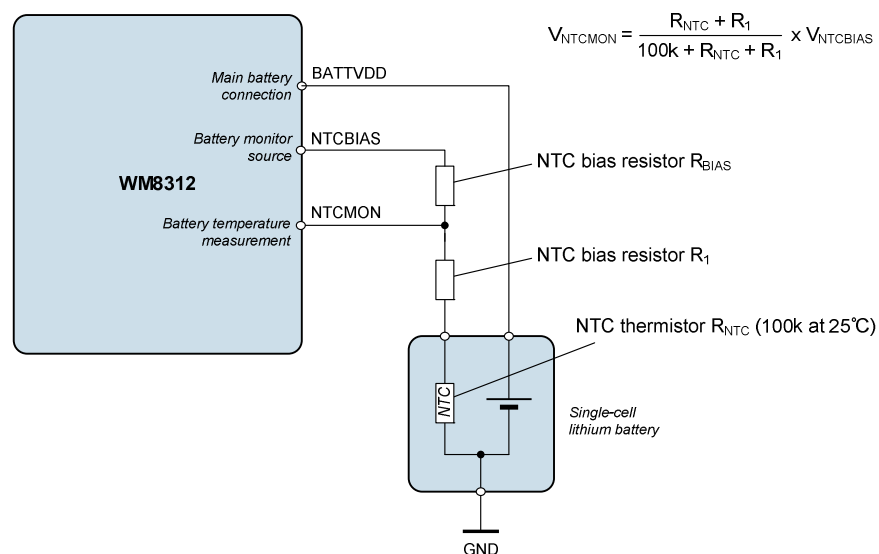 V_NTCMON = (R_NTC + R_1) / (100k + R_NTC + R_1) x V_NTCBIAS
Main battery
connection
BATTVDD
Battery monitor
source
NTCBIAS
WM8312
NTC bias resistor R_BIAS
Battery temperature
measurement
NTCMON
NTC bias resistor R_1
NTC thermistor R_NTC (100k at 25°C)
NTC
Single-cell
lithium battery
GND